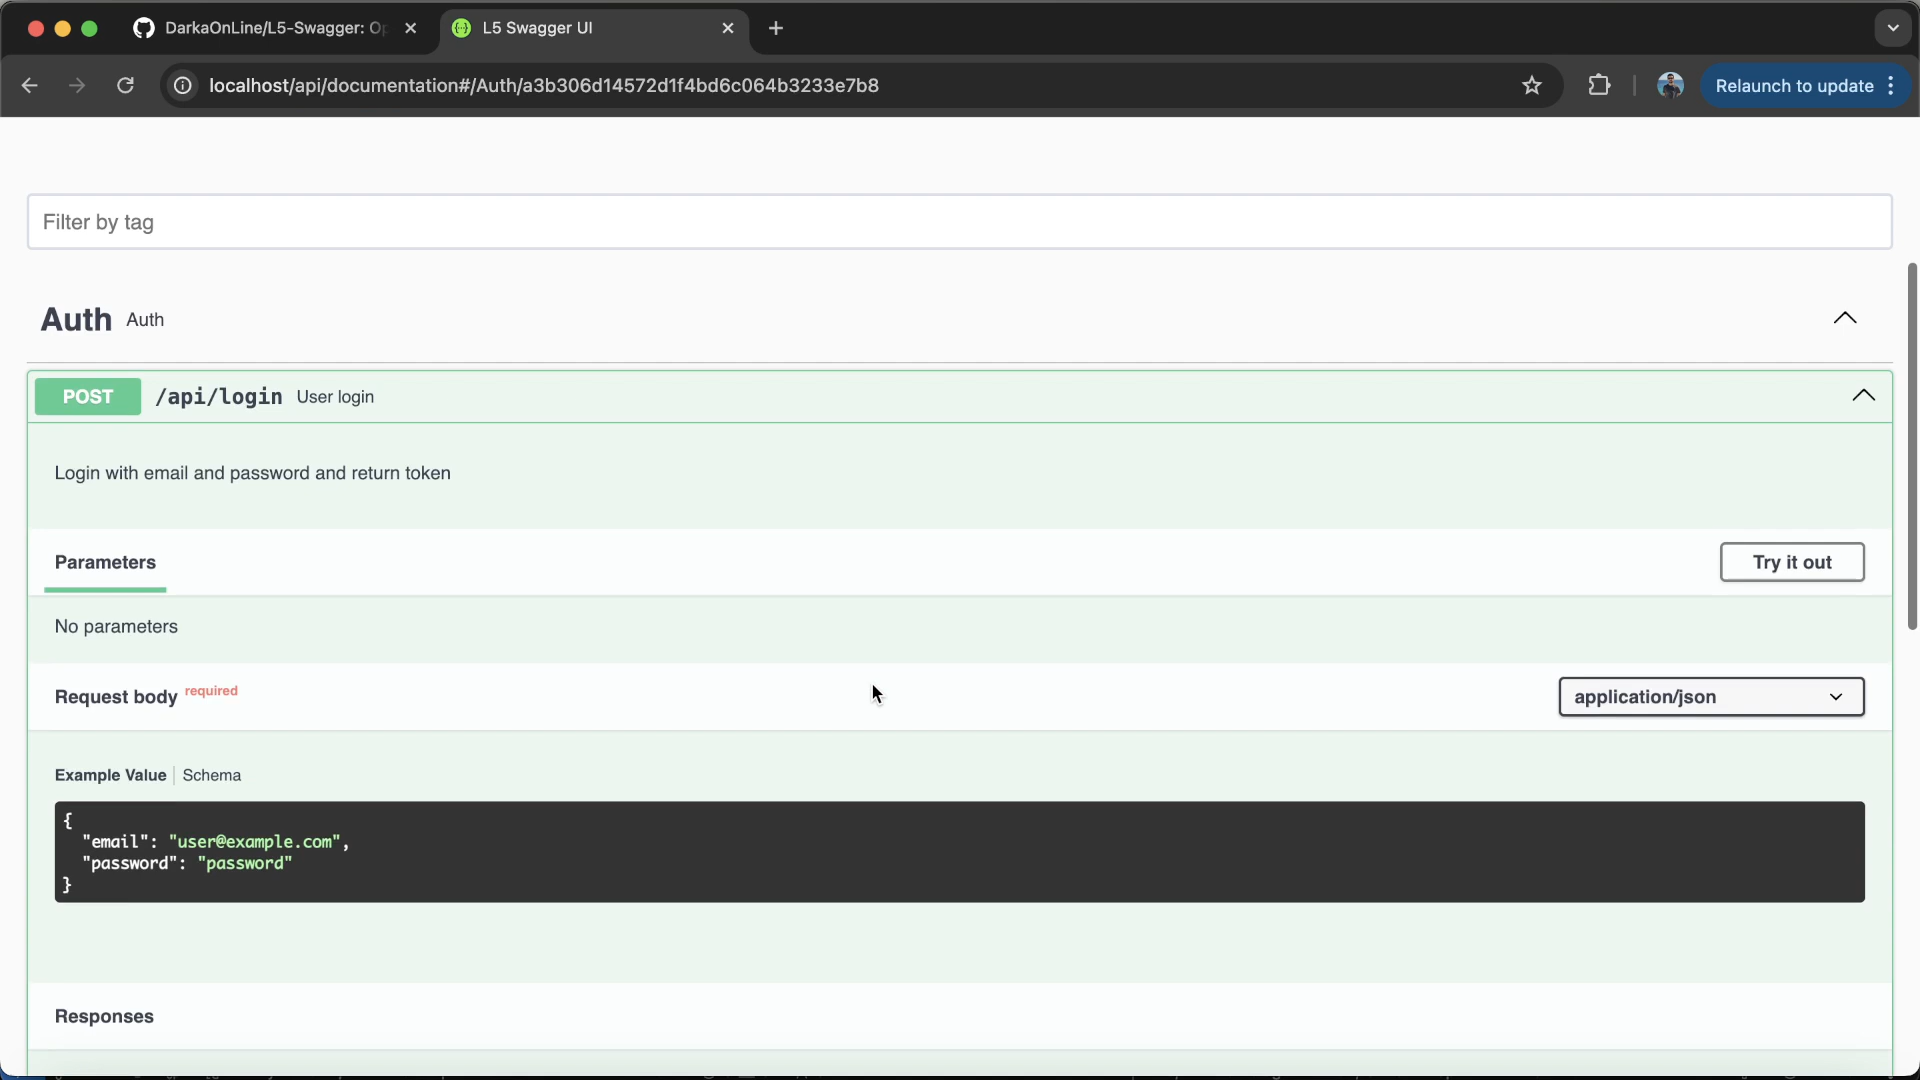 DarkaOnLine/L5-Swagger: Op
L5 Swagger UI
localhost/api/documentation#/Auth/a3b306d14572d1f4bd6c064b3233e7b8
Relaunch to update
Filter by tag
Auth Auth
POST /api/login User login
Login with email and password and return token
Parameters
Try it out
No parameters
Request body required
application/json
Example Value Schema
{
"email": "user@example.com",
"password": "password"
}
Responses